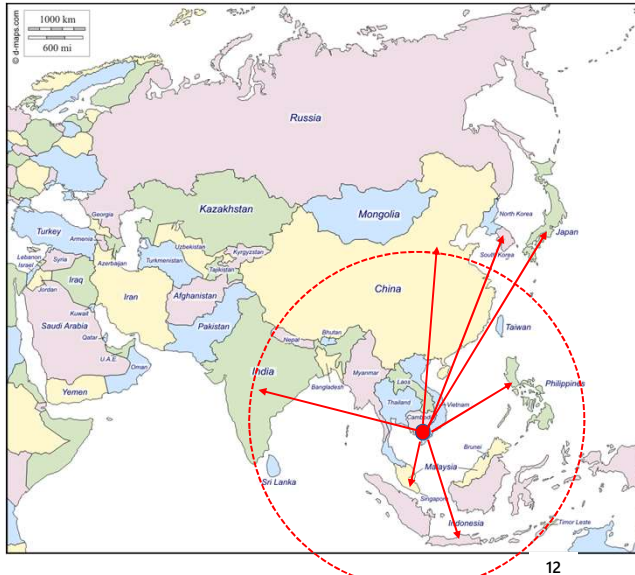 1000 km
600 mi
© d-maps.com
Russia
Kazakhstan
Mongolia
North Korea
Japan
South Korea
Georgia
Turkey
Armenia
Azerbaijan
Uzbekistan
Turkmenistan
Kyrgyzstan
Tajikistan
Lebanon
Israel
Syria
Jordan
Iraq
Iran
Afghanistan
China
Kuwait
Saudi Arabia
Qatar
Pakistan
Nepal
Bhutan
Taiwan
U.A.E.
Oman
India
Bangladesh
Myanmar
Laos
Yemen
Thailand
Vietnam
Philippines
Cambodia
Sri Lanka
Brunei
Malaysia
Singapore
Indonesia
Timor Leste
12